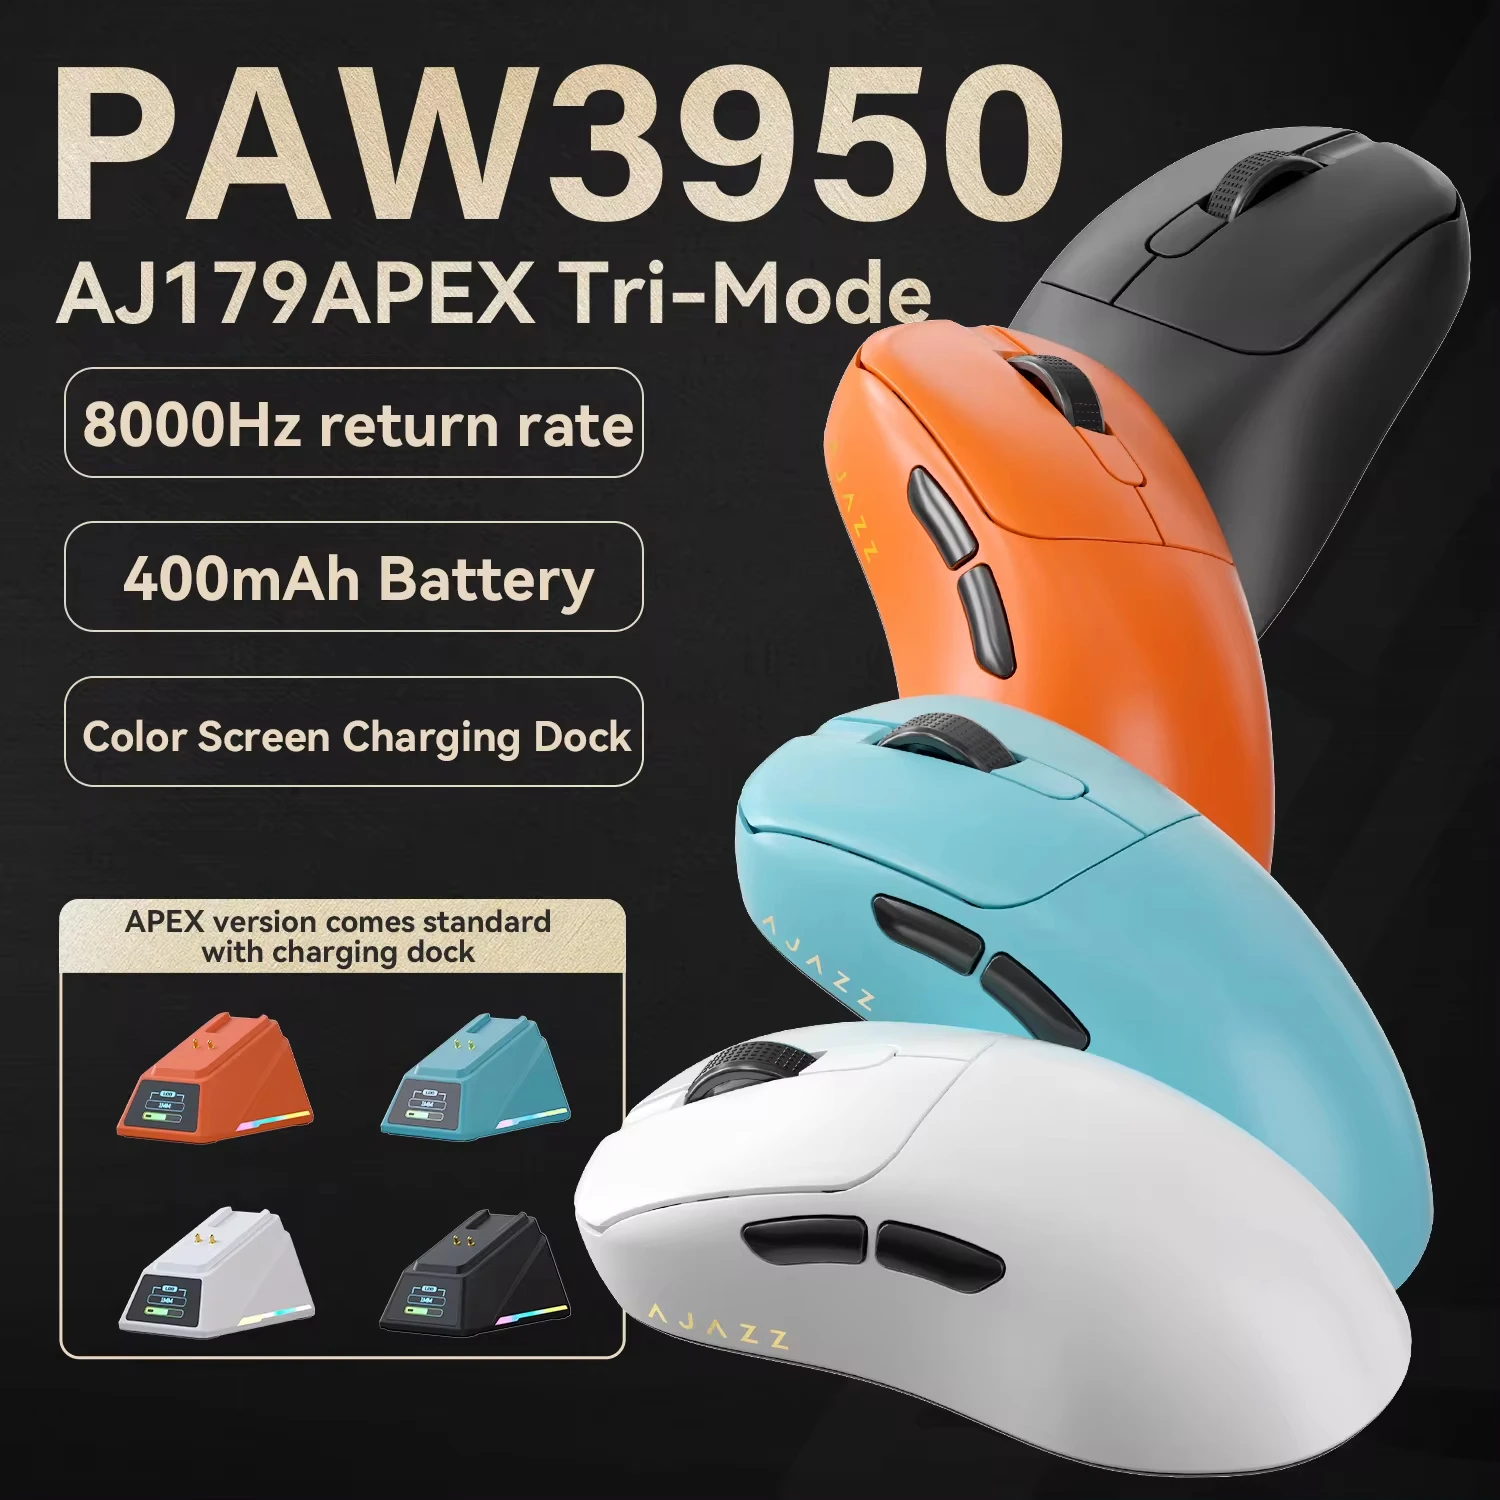 PAW3950
AJ179APEX Tri-Mode
8000Hz return rate
400mAh Battery
Color Screen Charging Dock
APEX version comes standard
with charging dock
AJAZZ
AJAZZ
AJAZZ